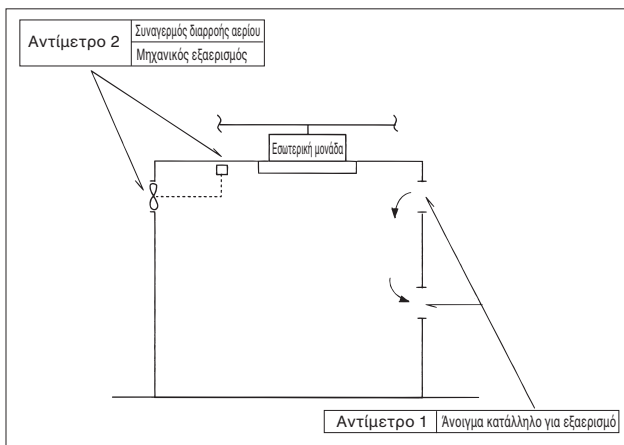 Αντίμετρο 2
Συναγερμός διαρροής αερίου
Μηχανικός εξαερισμός
Εσωτερική μονάδα
Αντίμετρο 1
Άνοιγμα κατάλληλο για εξαερισμό